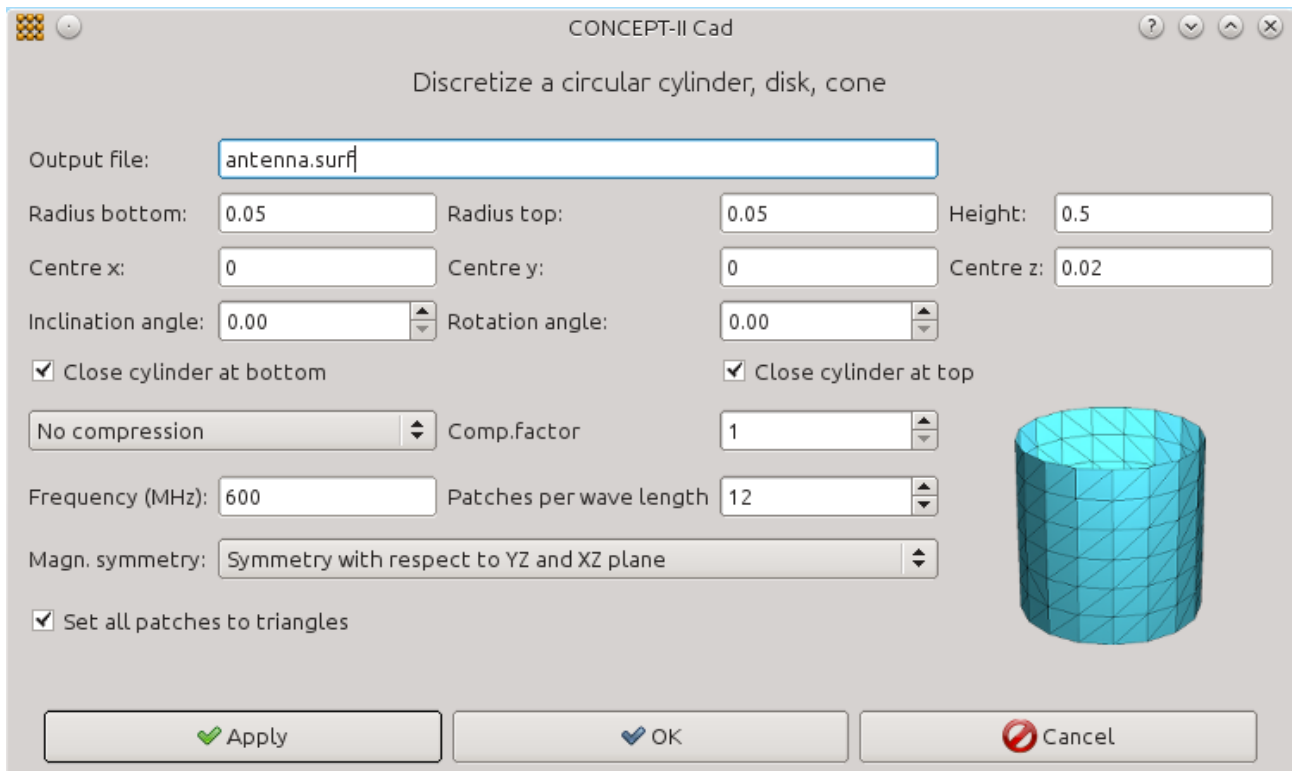 CONCEPT-II Cad
Discretize a circular cylinder, disk, cone
Output file: antenna.surf
Radius bottom: 0.05 Radius top: 0.05 Height: 0.5
Centre x: 0 Centre y: 0 Centre z: 0.02
Inclination angle: 0.00 Rotation angle: 0.00
Close cylinder at bottom Close cylinder at top
No compression Comp.factor 1
Frequency (MHz): 600 Patches per wave length 12
Magn. symmetry: Symmetry with respect to YZ and XZ plane
Set all patches to triangles
Apply OK Cancel